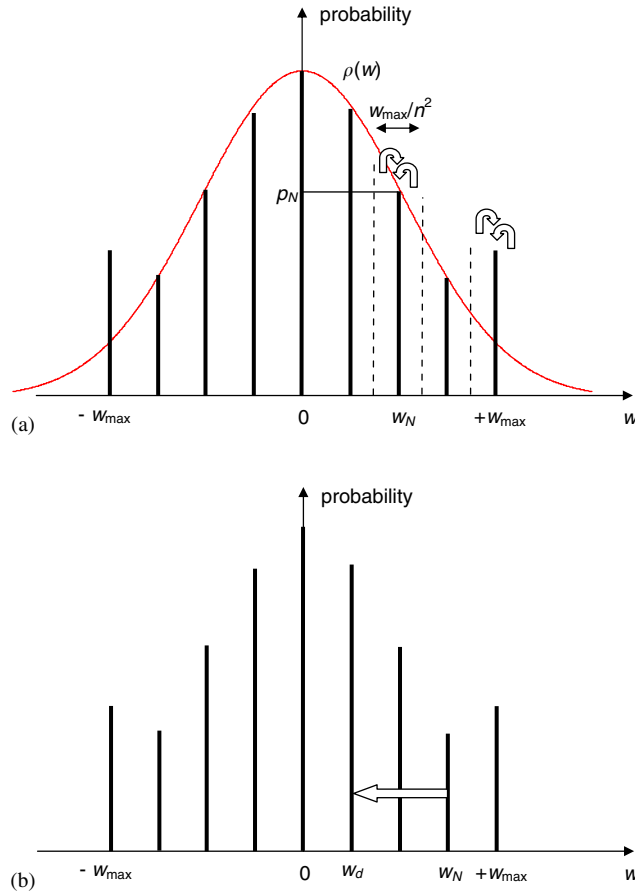 probability
ρ(w)
w_max/n²
p_N
- w_max 0 w_N +w_max w
(a)
probability
- w_max 0 w_d w_N +w_max w
(b)